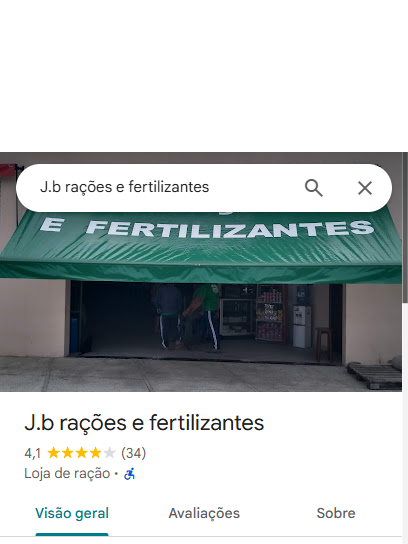 J.b rações e fertilizantes
E FERTILIZANTES
J.b rações e fertilizantes
4,1 (34)
Loja de ração ·
Visão geral Avaliações Sobre